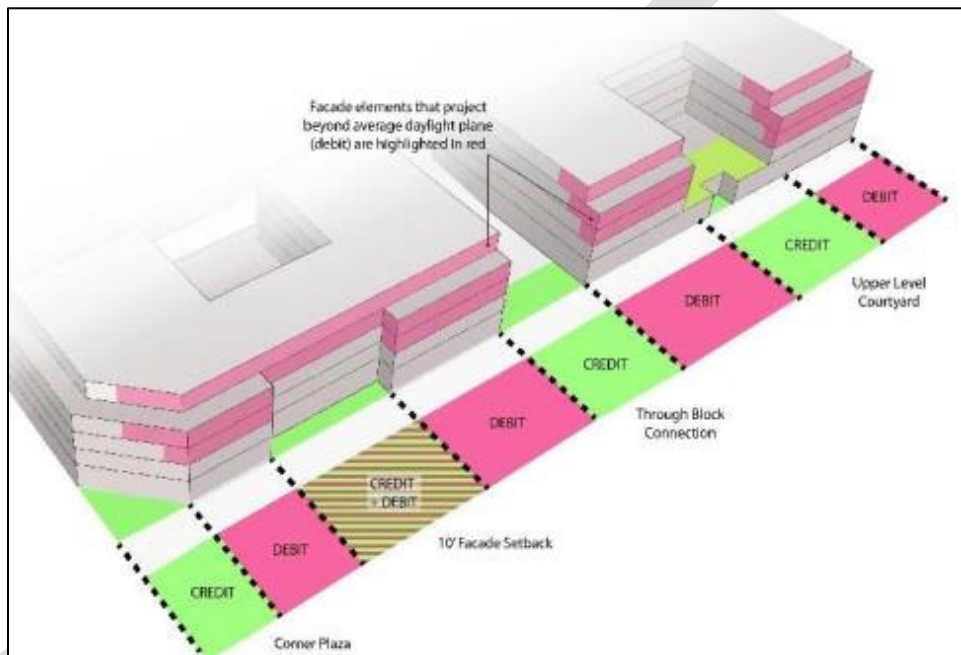 Facade elements that project
beyond average daylight plane
(debit) are highlighted in red
DEBIT
CREDIT
Upper Level
Courtyard
DEBIT
CREDIT
Through Block
Connection
DEBIT
CREDIT
+ DEBIT
10' Facade Setback
DEBIT
CREDIT
Corner Plaza